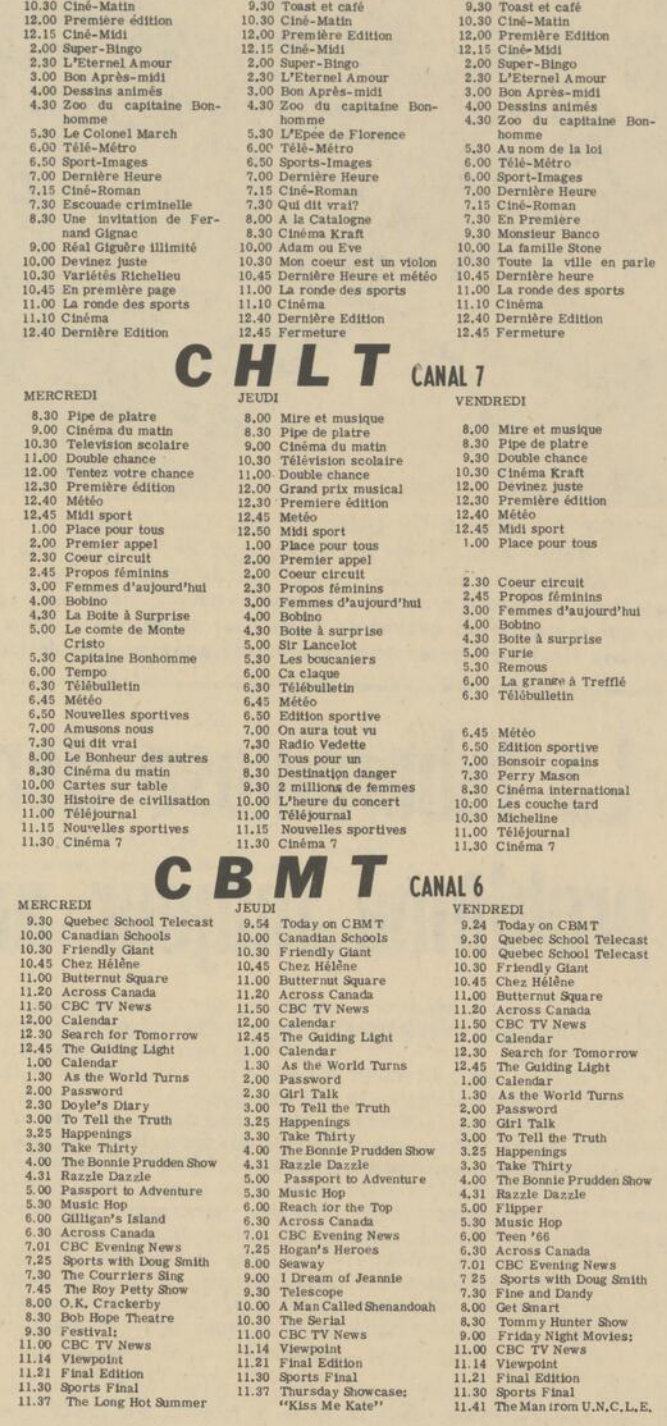 10.30 Ciné-Matin
12.00 Première édition
12.15 Ciné-Midi
2.00 Super-Bingo
2.30 L'Eternel Amour
3.00 Bon Après-midi
4.00 Dessins animés
4.30 Zoo du capitaine Bon-
homme
5.30 Le Colonel March
6.00 Télé-Métro
6.50 Sport-Images
7.00 Dernière Heure
7.15 Ciné-Roman
7.30 Escouade criminelle
8.30 Une invitation de Fer-
nand Gignac
9.00 Réal Giguère illimité
10.00 Devinez juste
10.30 Variétés Richelieu
10.45 En première page
11.00 La ronde des sports
11.10 Cinéma
12.40 Dernière Edition
9.30 Toast et café
10.30 Ciné-Matin
12.00 Première Edition
12.15 Ciné-Midi
2.00 Super-Bingo
2.30 L'Eternel Amour
3.00 Bon Après-midi
4.00 Dessins animés
4.30 Zoo du capitaine Bon-
homme
5.30 L'Epee de Florence
6.00 Télé-Métro
6.50 Sports-Images
7.00 Dernière Heure
7.15 Ciné-Roman
7.30 Qui dit vrai?
8.00 A la Catalogne
8.30 Cinéma Kraft
10.00 Adam ou Eve
10.30 Mon coeur est un violon
10.45 Dernière Heure et météo
11.00 La ronde des sports
11.10 Cinéma
12.40 Dernière Edition
12.45 Fermeture
9.30 Toast et café
10.30 Ciné-Matin
12.00 Première Edition
12.15 Ciné-Midi
2.00 Super-Bingo
2.30 L'Eternel Amour
3.00 Bon Apres-midi
4.00 Dessins animés
4.30 Zoo du capitaine Bon-
homme
5.30 Au nom de la loi
6.00 Télé-Métro
6.00 Sport-Images
7.00 Dernière Heure
7.15 Ciné-Roman
7.30 En Première
9.30 Monsieur Banco
10.00 La famille Stone
10.30 Toute la ville en parle
10.45 Dernière heure
11.00 La ronde des sports
11.10 Cinéma
12.40 Dernière Edition
12.45 Fermeture
CHLT CANAL 7
MERCREDI
8.30 Pipe de platre
9.00 Cinéma du matin
10.30 Television scolaire
11.00 Double chance
12.00 Tentez votre chance
12.30 Première édition
12.40 Météo
12.45 Midi sport
1.00 Place pour tous
2.00 Premier appel
2.30 Coeur circuit
2.45 Propos féminins
3.00 Femmes d'aujourd'hui
4.00 Bobino
4.30 La Boite à Surprise
5.00 Le comte de Monte
Cristo
5.30 Capitaine Bonhomme
6.00 Tempo
6.30 Télébulletin
6.45 Météo
6.50 Nouvelles sportives
7.00 Amusons nous
7.30 Qui dit vrai
8.00 Le Bonheur des autres
8.30 Cinéma du matin
10.00 Cartes sur table
10.30 Histoire de civilisation
11.00 Téléjournal
11.15 Nouvelles sportives
11.30 Cinéma 7
JEUDI
8.00 Mire et musique
8.30 Pipe de platre
9.00 Cinéma du matin
10.30 Télévision scolaire
11.00 Double chance
12.00 Grand prix musical
12.30 Premiere édition
12.45 Metéo
12.50 Midi sport
1.00 Place pour tous
2.00 Premier appel
2.00 Coeur circuit
2.30 Propos féminins
3.00 Femmes d'aujourd'hui
4.00 Bobino
4.30 Boite à surprise
5.00 Sir Lancelot
5.30 Les boucaniers
6.00 Ca claque
6.30 Télébulletin
6.45 Météo
6.50 Edition sportive
7.00 On aura tout vu
7.30 Radio Vedette
8.00 Tous pour un
8.30 Destination danger
9.30 2 millions de femmes
10.00 L'heure du concert
11.00 Téléjournal
11.15 Nouvelles sportives
11.30 Cinéma 7
VENDREDI
8.00 Mire et musique
8.30 Pipe de platre
9.30 Double chance
10.30 Cinéma Kraft
12.00 Devinez juste
12.30 Première édition
12.40 Météo
12.45 Midi sport
1.00 Place pour tous
2.30 Coeur circuit
2.45 Propos féminins
3.00 Femmes d'aujourd'hui
4.00 Bobino
4.30 Boite à surprise
5.00 Furie
5.30 Remous
6.00 La grange à Trefflé
6.30 Télébulletin
6.45 Météo
6.50 Edition sportive
7.00 Bonsoir copains
7.30 Perry Mason
8.30 Cinéma international
10:00 Les couche tard
10.30 Micheline
11.00 Téléjournal
11.30 Cinéma 7
CBMT CANAL 6
MERCREDI
9.30 Quebec School Telecast
10.00 Canadian Schools
10.30 Friendly Giant
10.45 Chez Hélène
11.00 Butternut Square
11.20 Across Canada
11.50 CBC TV News
12.00 Calendar
12.30 Search for Tomorrow
12.45 The Guiding Light
1.00 Calendar
1.30 As the World Turns
2.00 Password
2.30 Doyle's Diary
3.00 To Tell the Truth
3.25 Happenings
3.30 Take Thirty
4.00 The Bonnie Prudden Show
4.31 Razzle Dazzle
5.00 Passport to Adventure
5.30 Music Hop
6.00 Gilligan's Island
6.30 Across Canada
7.01 CBC Evening News
7.25 Sports with Doug Smith
7.30 The Courriers Sing
7.45 The Roy Petty Show
8.00 O.K. Crackerby
8.30 Bob Hope Theatre
9.30 Festival:
11.00 CBC TV News
11.14 Viewpoint
11.21 Final Edition
11.30 Sports Final
11.37 The Long Hot Summer
JEUDI
9.54 Today on CBMT
10.00 Canadian Schools
10.30 Friendly Giant
10.45 Chez Hélène
11.00 Butternut Square
11.20 Across Canada
11.50 CBC TV News
12.00 Calendar
12.45 The Guiding Light
1.00 Calendar
1.30 As the World Turns
2.00 Password
2.30 Girl Talk
3.00 To Tell the Truth
3.25 Happenings
3.30 Take Thirty
4.00 The Bonnie Prudden Show
4.31 Razzle Dazzle
5.00 Passport to Adventure
5.30 Music Hop
6.00 Reach for the Top
6.30 Across Canada
7.01 CBC Evening News
7.25 Hogan's Heroes
8.00 Seaway
9.00 I Dream of Jeannie
9.30 Telescope
10.00 A Man Called Shenandoah
10.30 The Serial
11.00 CBC TV News
11.14 Viewpoint
11.21 Final Edition
11.30 Sports Final
11.37 Thursday Showcase:
"Kiss Me Kate"
VENDREDI
9.24 Today on CBMT
9.30 Quebec School Telecast
10.00 Quebec School Telecast
10.30 Friendly Giant
10.45 Chez Hélène
11.00 Butternut Square
11.20 Across Canada
11.50 CBC TV News
12.00 Calendar
12.30 Search for Tomorrow
12.45 The Guiding Light
1.00 Calendar
1.30 As the World Turns
2.00 Password
2.30 Girl Talk
3.00 To Tell the Truth
3.25 Happenings
3.30 Take Thirty
4.00 The Bonnie Prudden Show
4.31 Razzle Dazzle
5.00 Flipper
5.30 Music Hop
6.00 Teen '66
6.30 Across Canada
7.01 CBC Evening News
7 25 Sports with Doug Smith
7.30 Fine and Dandy
8.00 Get Smart
8.30 Tommy Hunter Show
9.00 Friday Night Movies:
11.00 CBC TV News
11.14 Viewpoint
11.21 Final Edition
11.30 Sports Final
11.41 The Man from U.N.C.L.E.